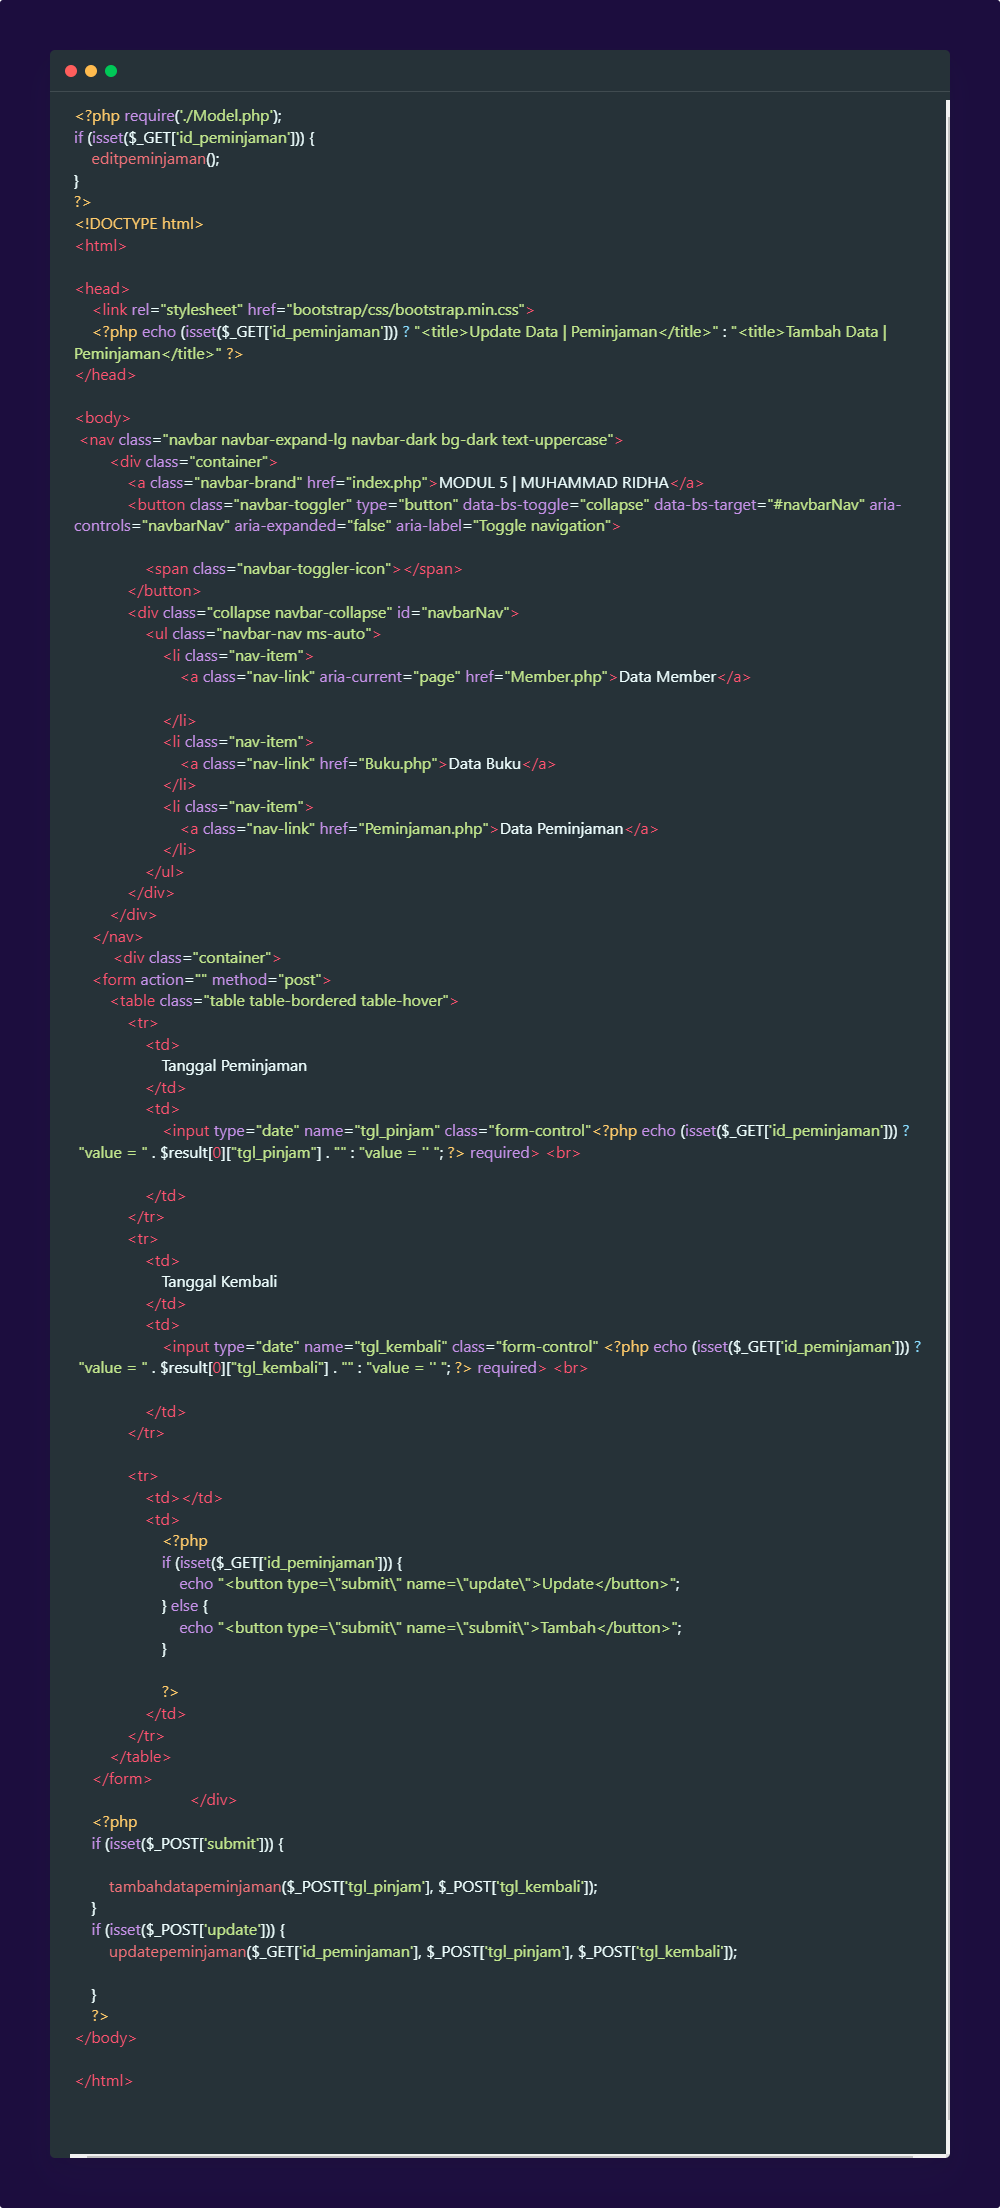 <?php require('./Model.php');
if (isset($_GET['id_peminjaman'])) {
    editpeminjaman();
}
?>
<!DOCTYPE html>
<html>

<head>
    <link rel="stylesheet" href="bootstrap/css/bootstrap.min.css">
    <?php echo (isset($_GET['id_peminjaman'])) ? "<title>Update Data | Peminjaman</title>" : "<title>Tambah Data |
Peminjaman</title>" ?>
</head>

<body>
 <nav class="navbar navbar-expand-lg navbar-dark bg-dark text-uppercase">
        <div class="container">
            <a class="navbar-brand" href="index.php">MODUL 5 | MUHAMMAD RIDHA</a>
            <button class="navbar-toggler" type="button" data-bs-toggle="collapse" data-bs-target="#navbarNav" aria-
controls="navbarNav" aria-expanded="false" aria-label="Toggle navigation">

                <span class="navbar-toggler-icon"></span>
            </button>
            <div class="collapse navbar-collapse" id="navbarNav">
                <ul class="navbar-nav ms-auto">
                    <li class="nav-item">
                        <a class="nav-link" aria-current="page" href="Member.php">Data Member</a>

                    </li>
                    <li class="nav-item">
                        <a class="nav-link" href="Buku.php">Data Buku</a>
                    </li>
                    <li class="nav-item">
                        <a class="nav-link" href="Peminjaman.php">Data Peminjaman</a>
                    </li>
                </ul>
            </div>
        </div>
    </nav>
         <div class="container">
    <form action="" method="post">
        <table class="table table-bordered table-hover">
            <tr>
                <td>
                    Tanggal Peminjaman
                </td>
                <td>
                    <input type="date" name="tgl_pinjam" class="form-control"<?php echo (isset($_GET['id_peminjaman'])) ?
 "value = " . $result[0]["tgl_pinjam"] . "" : "value = '' "; ?> required> <br>

                </td>
            </tr>
            <tr>
                <td>
                    Tanggal Kembali
                </td>
                <td>
                    <input type="date" name="tgl_kembali" class="form-control" <?php echo (isset($_GET['id_peminjaman'])) ?
 "value = " . $result[0]["tgl_kembali"] . "" : "value = '' "; ?> required> <br>

                </td>
            </tr>

            <tr>
                <td></td>
                <td>
                    <?php
                    if (isset($_GET['id_peminjaman'])) {
                        echo "<button type=\"submit\" name=\"update\">Update</button>";
                    } else {
                        echo "<button type=\"submit\" name=\"submit\">Tambah</button>";
                    }

                    ?>
                </td>
            </tr>
        </table>
    </form>
                           </div>
    <?php
    if (isset($_POST['submit'])) {

        tambahdatapeminjaman($_POST['tgl_pinjam'], $_POST['tgl_kembali']);
    }
    if (isset($_POST['update'])) {
        updatepeminjaman($_GET['id_peminjaman'], $_POST['tgl_pinjam'], $_POST['tgl_kembali']);

    }
    ?>
</body>

</html>